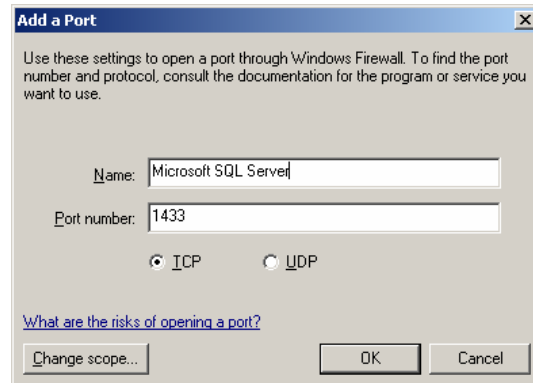 Add a Port
Use these settings to open a port through Windows Firewall. To find the port
number and protocol, consult the documentation for the program or service you
want to use.
Name: Microsoft SQL Server
Port number: 1433
TCP UDP
What are the risks of opening a port?
Change scope... OK Cancel